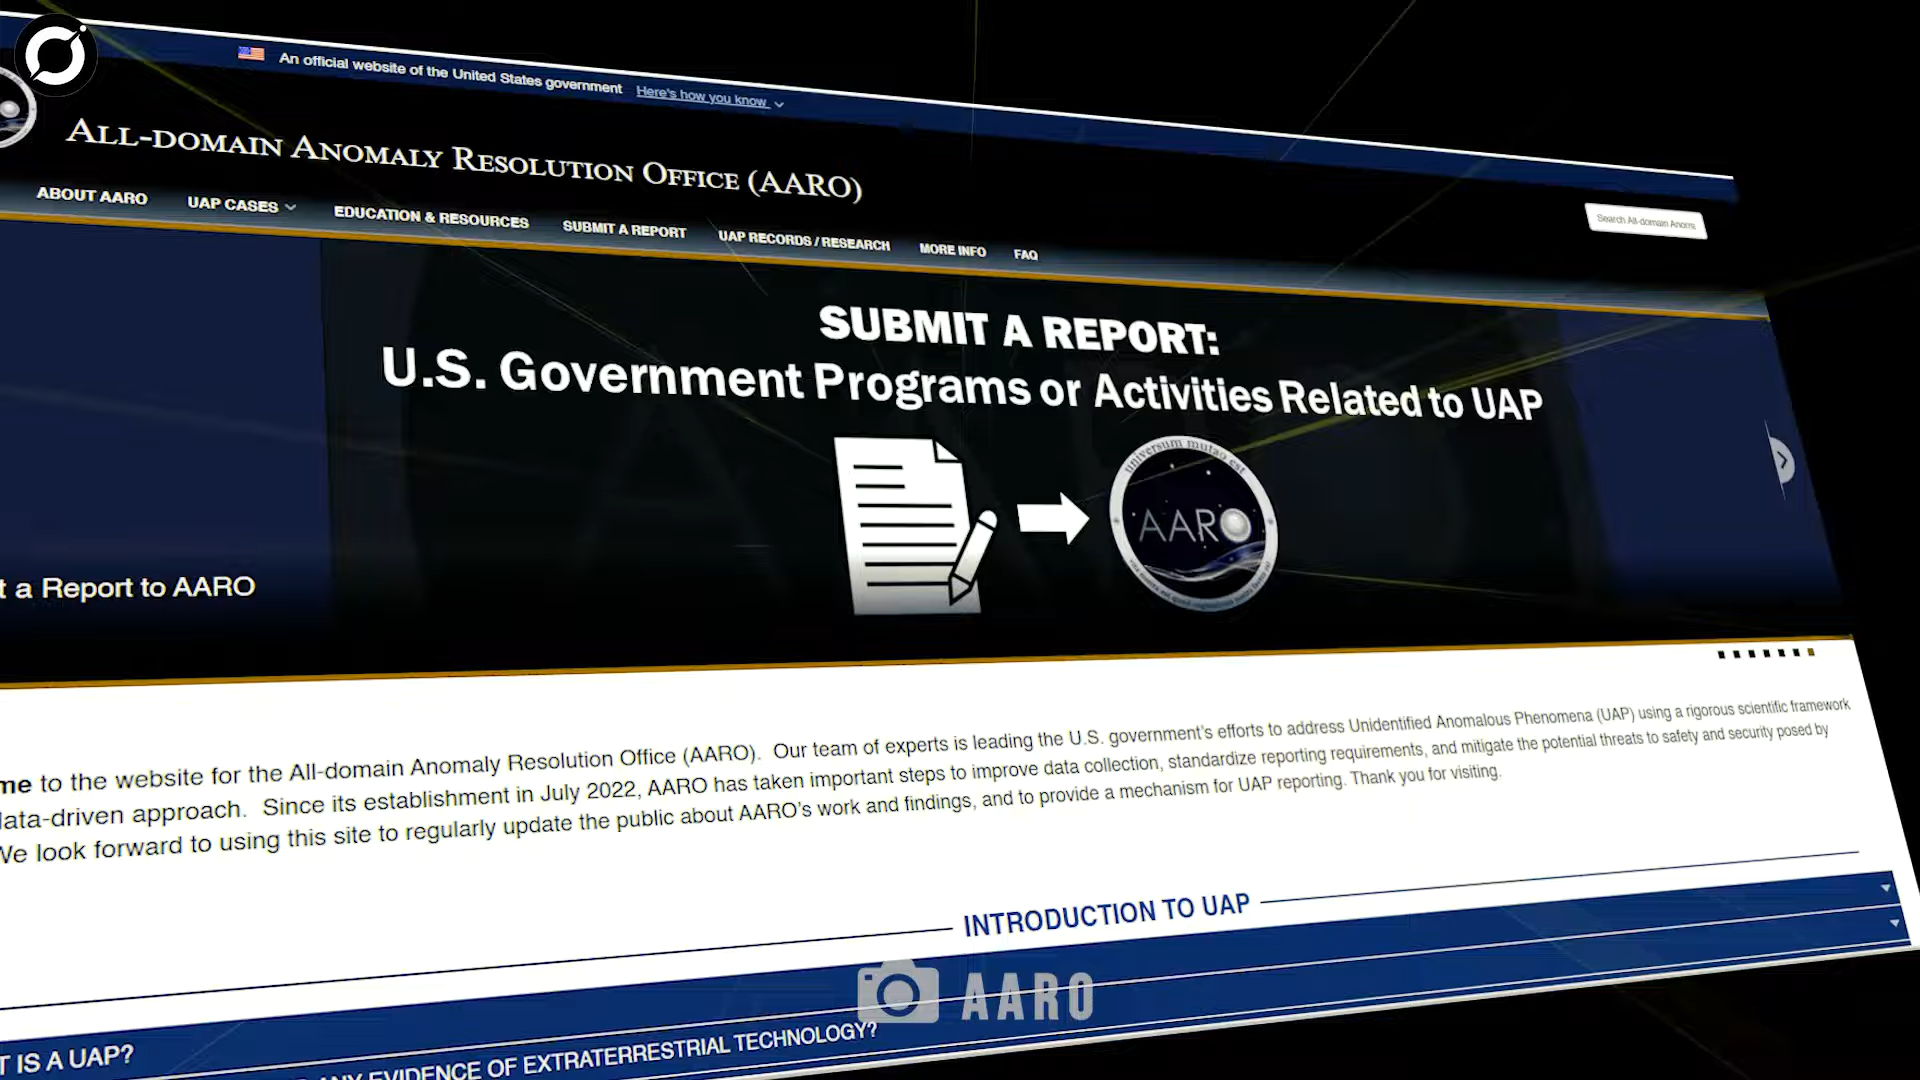 An official website of the United States government Here's how you know
ALL-DOMAIN ANOMALY RESOLUTION OFFICE (AARO)
ABOUT AARO UAP CASES EDUCATION & RESOURCES SUBMIT A REPORT UAP RECORDS / RESEARCH MORE INFO FAQ
Search All-domain Anoma
SUBMIT A REPORT:
U.S. Government Programs or Activities Related to UAP
universum mutao est
AARO
t a Report to AARO
me to the website for the All-domain Anomaly Resolution Office (AARO). Our team of experts is leading the U.S. government's efforts to address Unidentified Anomalous Phenomena (UAP) using a rigorous scientific framework
data-driven approach. Since its establishment in July 2022, AARO has taken important steps to improve data collection, standardize reporting requirements, and mitigate the potential threats to safety and security posed by
We look forward to using this site to regularly update the public about AARO's work and findings, and to provide a mechanism for UAP reporting. Thank you for visiting.
INTRODUCTION TO UAP
AARO
T IS A UAP?
ANY EVIDENCE OF EXTRATERRESTRIAL TECHNOLOGY?